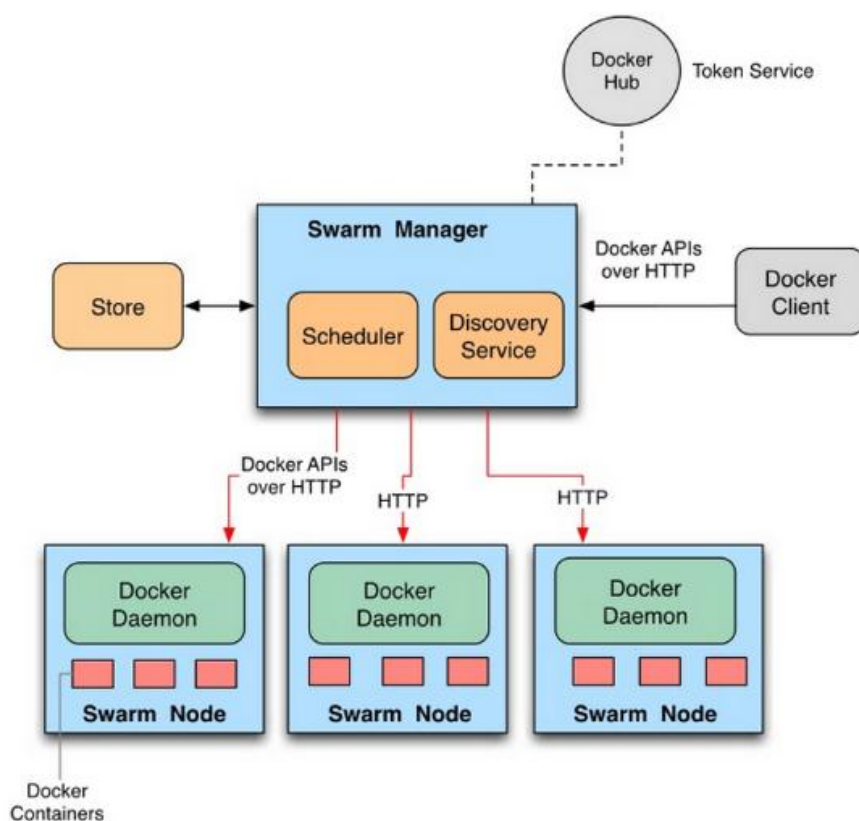 Docker
Hub
Token Service
Swarm Manager
Docker APIs
over HTTP
Store
Scheduler
Discovery
Service
Docker
Client
Docker APIs
over HTTP
HTTP
HTTP
Docker
Daemon
Docker
Daemon
Docker
Daemon
Swarm Node
Swarm Node
Swarm Node
Docker
Containers